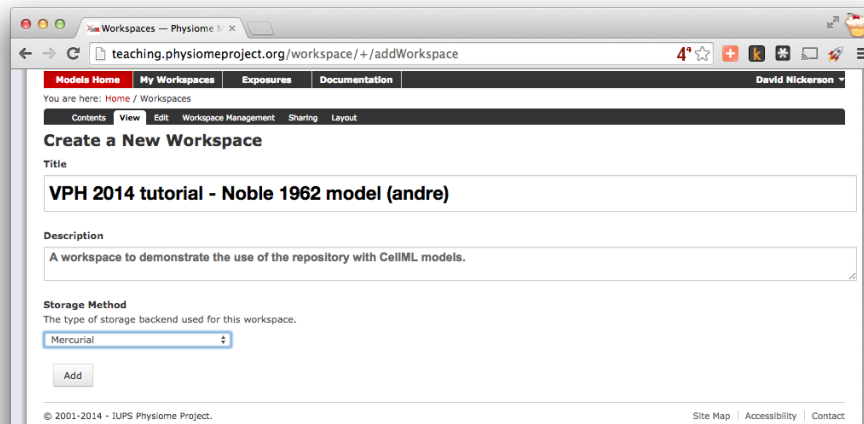 Workspaces — Physiome M
teaching.physiomeproject.org/workspace/+/addWorkspace
Models Home My Workspaces Exposures Documentation David Nickerson
You are here: Home / Workspaces
Contents View Edit Workspace Management Sharing Layout
Create a New Workspace
Title
VPH 2014 tutorial - Noble 1962 model (andre)
Description
A workspace to demonstrate the use of the repository with CellML models.
Storage Method
The type of storage backend used for this workspace.
Mercurial
Add
© 2001-2014 - IUPS Physiome Project. Site Map Accessibility Contact